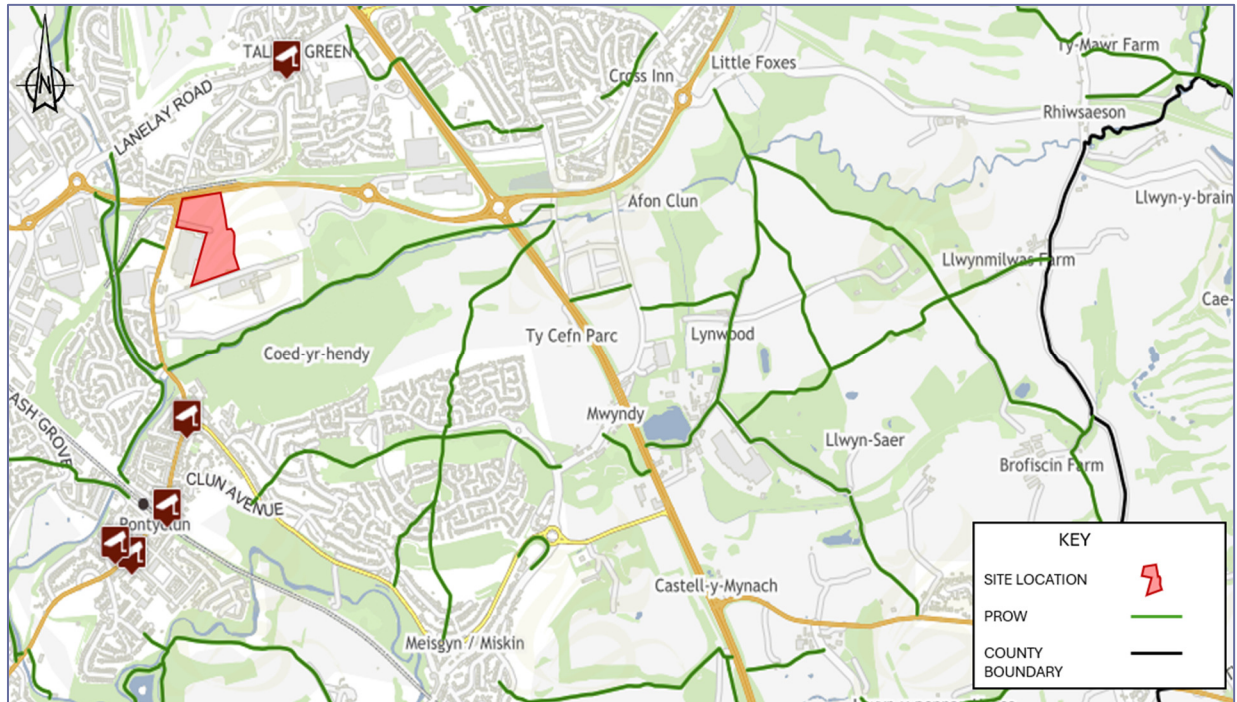 Ty-Mawr Farm
TAL
GREEN
Little Foxes
Cross Inn
N
LANELAY ROAD
Rhiwsaeson
Afon Clun
Llwyn-y-brain
Llwynmilwas Farm
Cae-
Ty Cefn Parc
Lynwood
Coed-yr-hendy
ASH GROVE
Mwyndy
Llwyn-Saer
Brofiscin Farm
CLUN AVENUE
Pontyclun
KEY
SITE LOCATION
PROW
COUNTY
BOUNDARY
Castell-y-Mynach
Meisgyn / Miskin